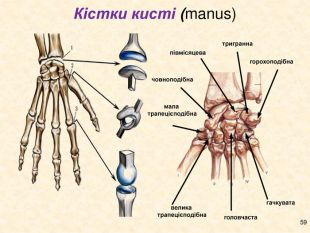 Кістки кисті (manus)
тригранна
півмісяцева
горохоподібна
човноподібна
мала
трапецієподібна
велика
трапецієподібна
головчаста
гачкувата
59